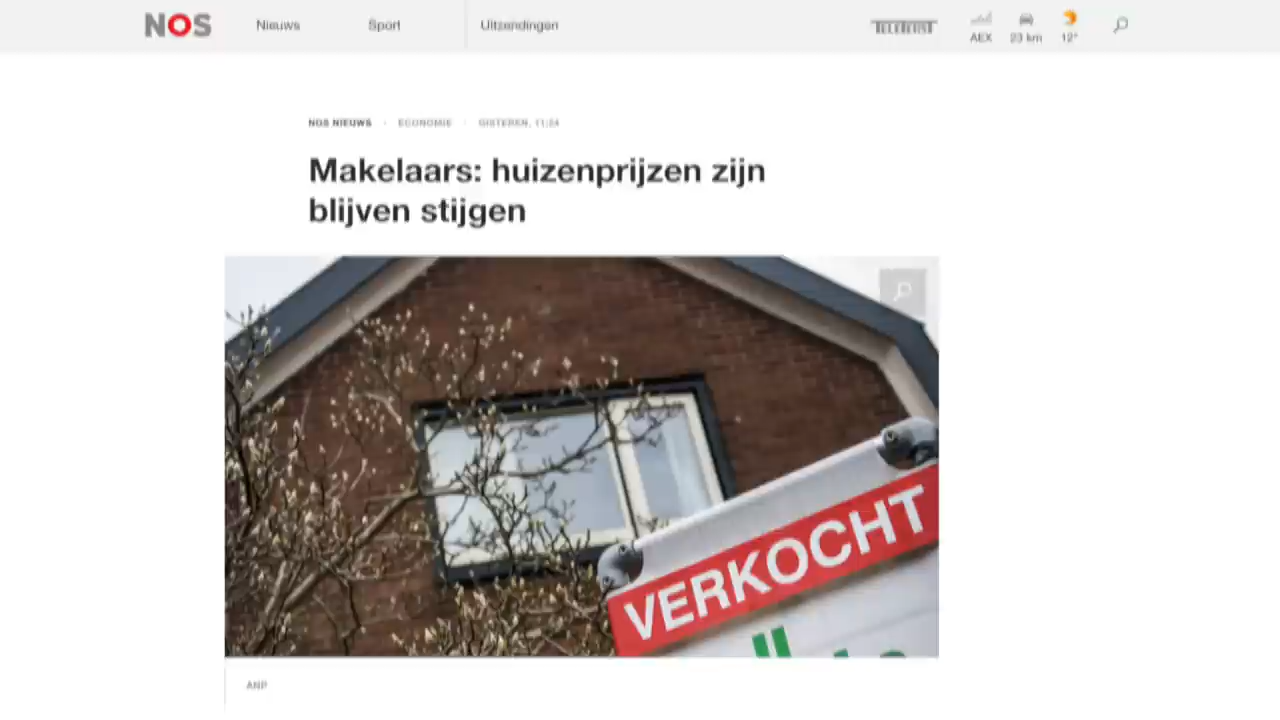 NOS
Nieuws
Sport
Uitzendingen
TELETEKST
AEX
23 km
12°
NOS NIEUWS · ECONOMIE · GISTEREN, 11:24
Makelaars: huizenprijzen zijn
blijven stijgen
VERKOCHT
ANP